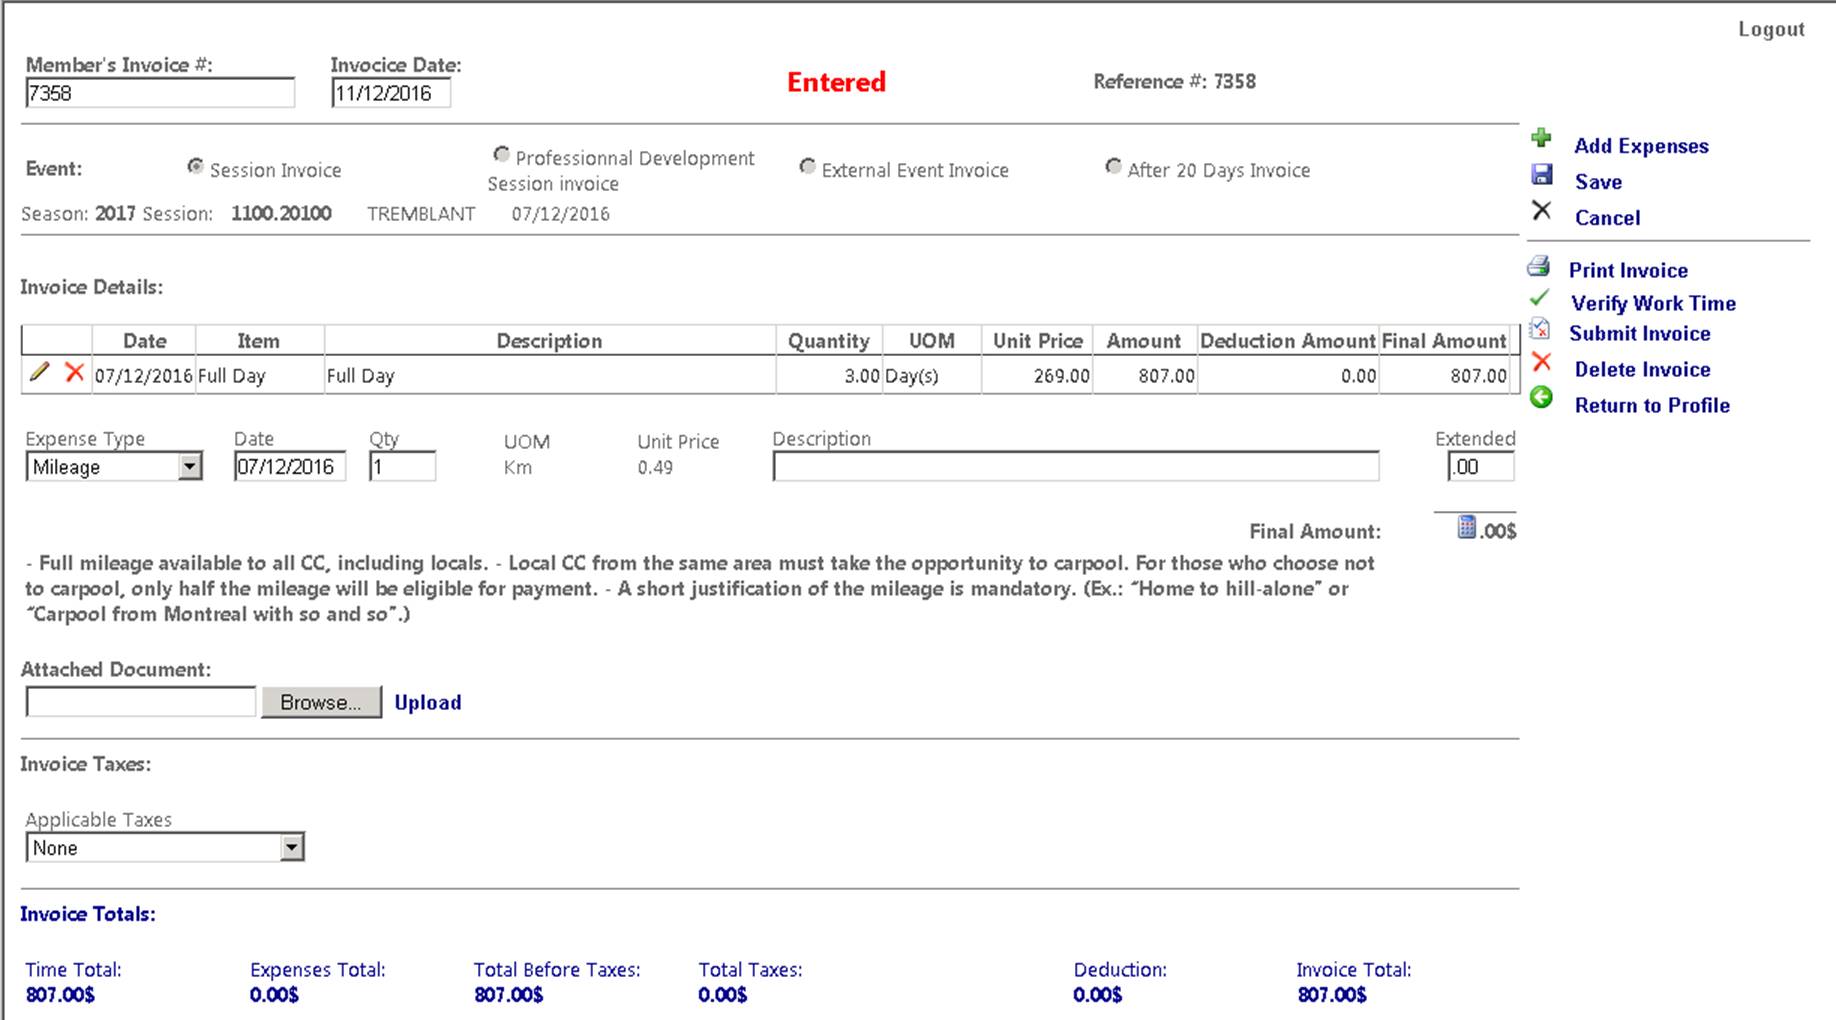 Logout
Member's Invoice #: Invocice Date:
7358 11/12/2016 Entered Reference #: 7358
Event: Session Invoice Professionnal Development External Event Invoice After 20 Days Invoice
Session invoice
Season: 2017 Session: 1100.20100 TREMBLANT 07/12/2016
Add Expenses
Save
Cancel
Print Invoice
Verify Work Time
Submit Invoice
Delete Invoice
Return to Profile
Invoice Details:
Date Item Description Quantity UOM Unit Price Amount Deduction Amount Final Amount
07/12/2016 Full Day Full Day 3.00 Day(s) 269.00 807.00 0.00 807.00
Expense Type Date Qty UOM Unit Price Description Extended
Mileage 07/12/2016 1 Km 0.49 .00
Final Amount: .00$
- Full mileage available to all CC, including locals. - Local CC from the same area must take the opportunity to carpool. For those who choose not
to carpool, only half the mileage will be eligible for payment. - A short justification of the mileage is mandatory. (Ex.: “Home to hill-alone” or
“Carpool from Montreal with so and so”.)
Attached Document:
Browse... Upload
Invoice Taxes:
Applicable Taxes
None
Invoice Totals:
Time Total: Expenses Total: Total Before Taxes: Total Taxes: Deduction: Invoice Total:
807.00$ 0.00$ 807.00$ 0.00$ 0.00$ 807.00$